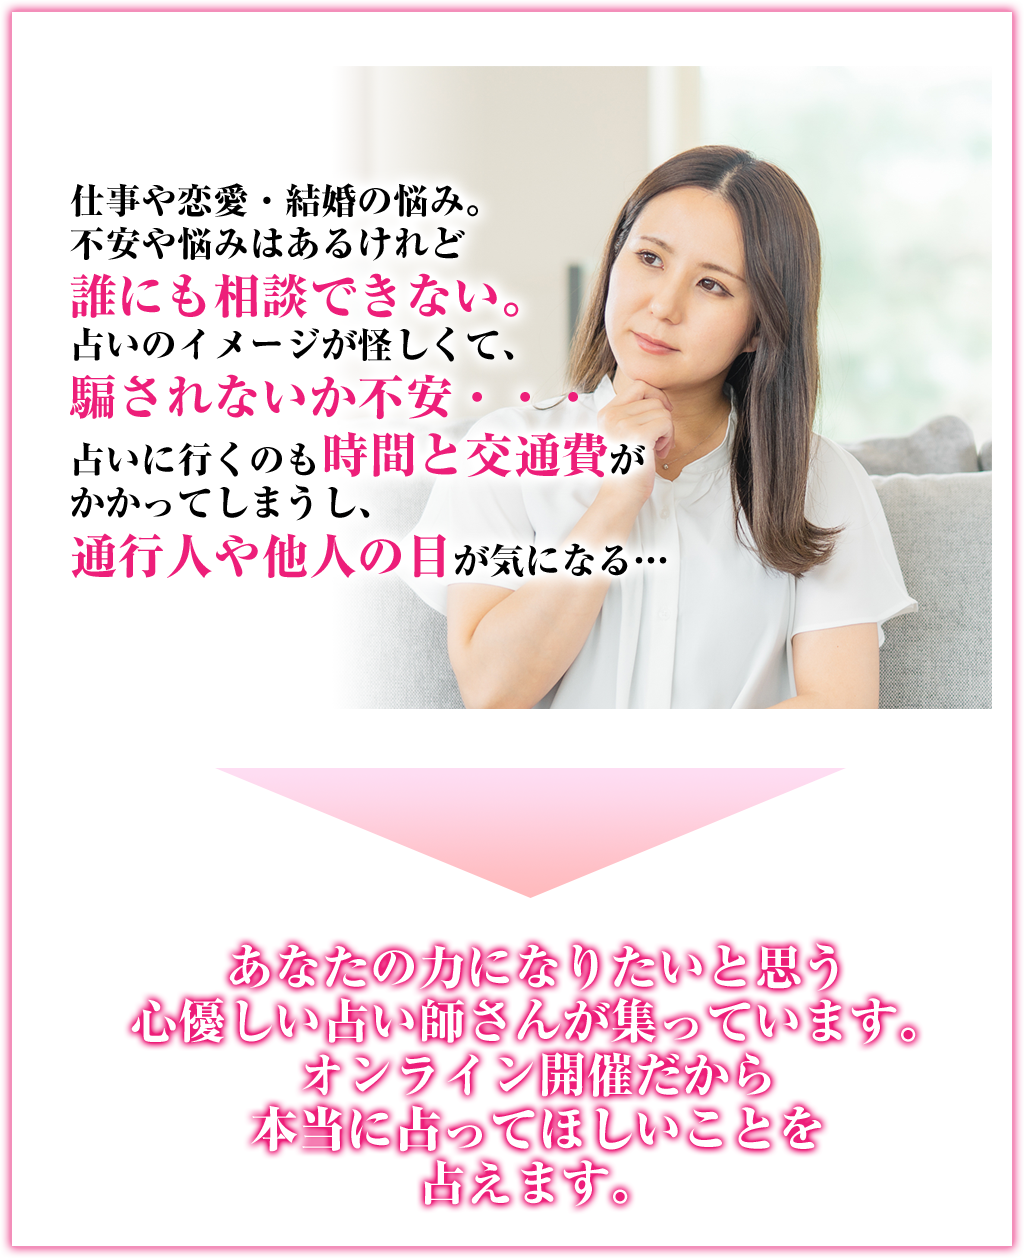 仕事や恋愛・結婚の悩み。
不安や悩みはあるけれど
誰にも相談できない。
占いのイメージが怪しくて、
騙されないか不安・・・
占いに行くのも時間と交通費が
かかってしまうし、
通行人や他人の目が気になる…
あなたの力になりたいと思う
心優しい占い師さんが集っています。
オンライン開催だから
本当に占ってほしいことを
占えます。